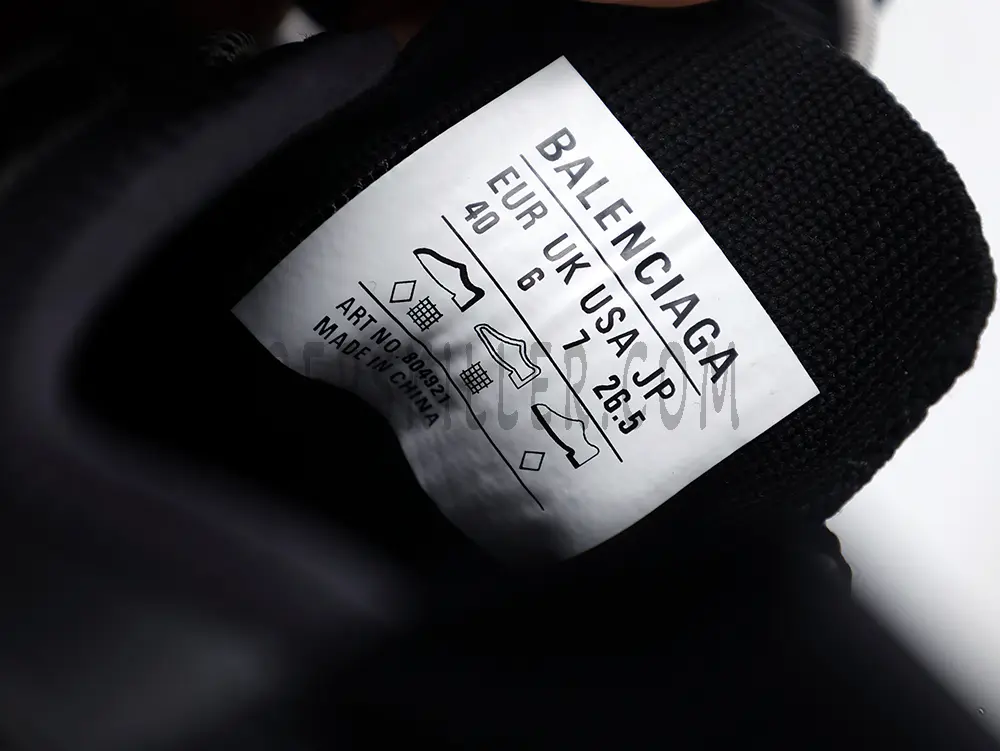 BALENCIAGA
EUR UK USA JP
40 6 7 26.5
ART NO. 804921
MADE IN CHINA